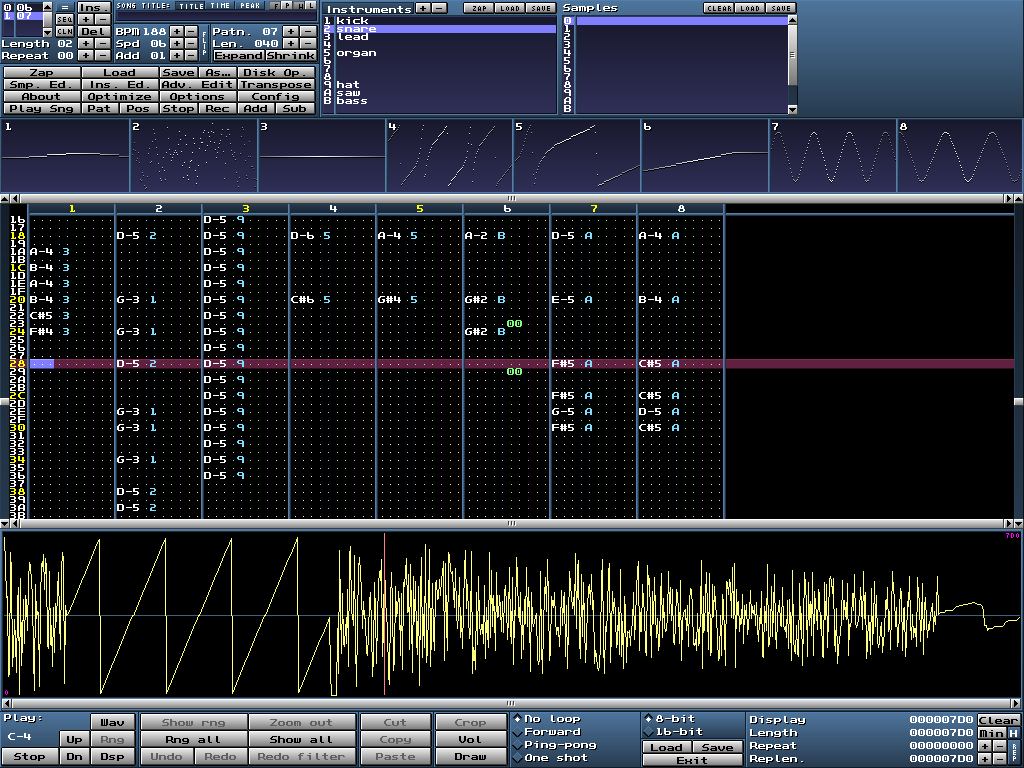 0 0b = Ins. SONG TITLE: TITLE TIME PEAK F P W L
1 07 SEQ + -
CLN Del
Length 02 + - BPM 188 + - FLIP Patn. 07 + -
Repeat 00 + - Spd 06 + - Len. 040 + -
Add 01 + - Expand Shrink
Zap Load Save As... Disk Op.
Smp. Ed. Ins. Ed. Adv. Edit Transpose
About Optimize Options Config
Play Sng Pat Pos Stop Rec Add Sub
Instruments + - ZAP LOAD SAVE
1 kick
2 snare
3 lead
4
5 organ
6
7
8
9 hat
A saw
B bass
Samples CLEAR LOAD SAVE
0
1
2
3
4
5
6
7
8
9
A
B
1 2 3 4 5 6 7 8
1 2 3 4 5 6 7 8
16 D-5 9
17
18 D-5 2 D-6 5 A-4 5 A-2 B D-5 A A-4 A
19
1A A-4 3 D-5 9
1B
1C B-4 3 D-5 9
1D
1E A-4 3 D-5 9
1F
20 B-4 3 G-3 1 D-5 9 C#6 5 G#4 5 G#2 B E-5 A B-4 A
21
22 C#5 3 D-5 9
23 00
24 F#4 3 G-3 1 D-5 9 G#2 B
25
26 D-5 9
27
28 D-5 2 D-5 9 F#5 A C#5 A
29 00
2A D-5 9
2B
2C D-5 9 F#5 A C#5 A
2D
2E G-3 1 D-5 9 G-5 A D-5 A
2F
30 G-3 1 D-5 9 F#5 A C#5 A
31
32 D-5 9
33
34 G-3 1 D-5 9
35
36 D-5 9
37
38 D-5 2
39
3A D-5 2
3B
7D0
0
Play: Wav Show rng Zoom out Cut Crop No loop 8-bit Display 000007D0 Clear
C-4 Up Rng Rng all Show all Copy Vol Forward 16-bit Length 000007D0 Min H
Stop Dn Dsp Undo Redo Redo filter Paste Draw Ping-pong Load Save Repeat 00000000 + - REP
One shot Exit Replen. 000007D0 + -